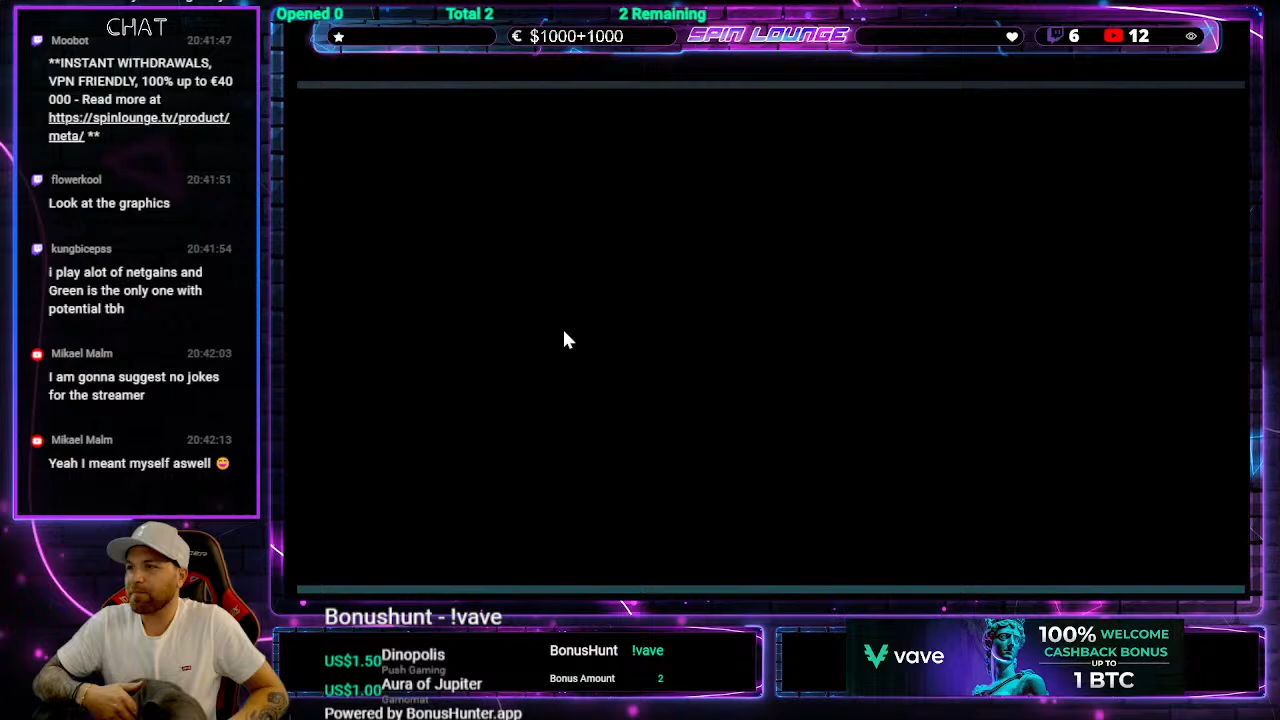 Opened 0
Total 2
2 Remaining
CHAT
$1000+1000
SPIN LOUNGE
6
12
Moobot
20:41:47
**INSTANT WITHDRAWALS,
VPN FRIENDLY, 100% up to €40
000 - Read more at
https://spinlounge.tv/product/
meta/ **
flowerkool
20:41:51
Look at the graphics
kungbicepss
20:41:54
i play alot of netgains and
Green is the only one with
potential tbh
Mikael Malm
20:42:03
I am gonna suggest no jokes
for the streamer
Mikael Malm
20:42:13
Yeah I meant myself aswell
Bonushunt - !vave
US$1.50
Dinopolis
Push Gaming
US$1.00
Aura of Jupiter
Gamomat
Powered by BonusHunter.app
BonusHunt !vave
Bonus Amount 2
vave
100% WELCOME
CASHBACK BONUS
UP TO
1 BTC